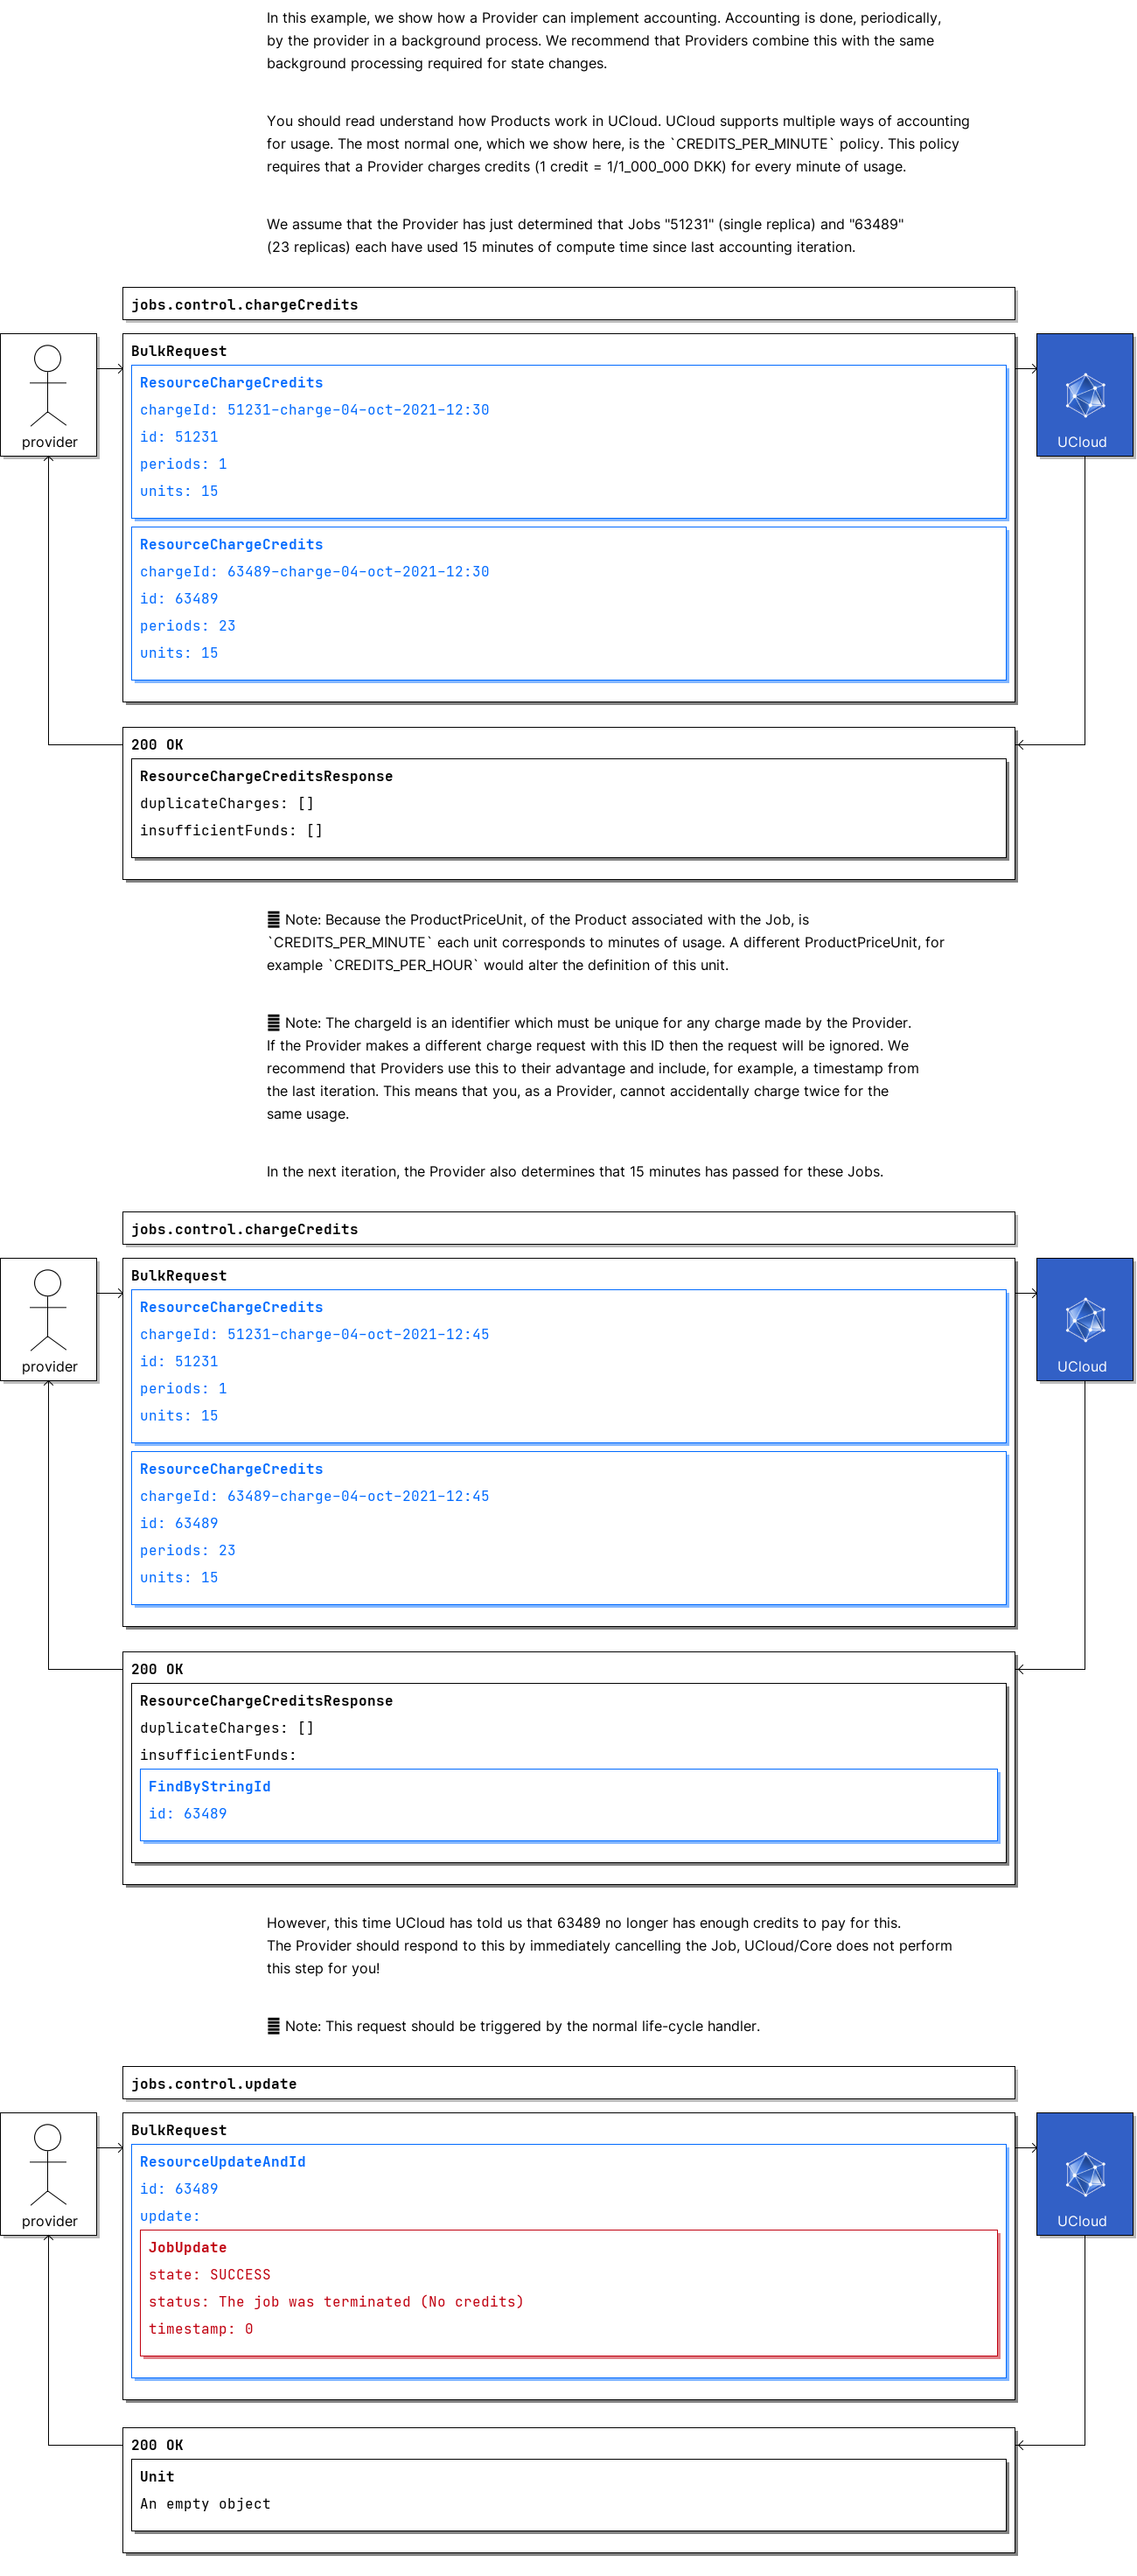 In this example, we show how a Provider can implement accounting. Accounting is done, periodically,
by the provider in a background process. We recommend that Providers combine this with the same
background processing required for state changes.
You should read understand how Products work in UCloud. UCloud supports multiple ways of accounting
for usage. The most normal one, which we show here, is the `CREDITS_PER_MINUTE` policy. This policy
requires that a Provider charges credits (1 credit = 1/1_000_000 DKK) for every minute of usage.
We assume that the Provider has just determined that Jobs "51231" (single replica) and "63489"
(23 replicas) each have used 15 minutes of compute time since last accounting iteration.
jobs.control.chargeCredits
provider
BulkRequest
ResourceChargeCredits
chargeId: 51231-charge-04-oct-2021-12:30
id: 51231
periods: 1
units: 15
ResourceChargeCredits
chargeId: 63489-charge-04-oct-2021-12:30
id: 63489
periods: 23
units: 15
UCloud
200 OK
ResourceChargeCreditsResponse
duplicateCharges: []
insufficientFunds: []
Note: Because the ProductPriceUnit, of the Product associated with the Job, is
`CREDITS_PER_MINUTE` each unit corresponds to minutes of usage. A different ProductPriceUnit, for
example `CREDITS_PER_HOUR` would alter the definition of this unit.
Note: The chargeId is an identifier which must be unique for any charge made by the Provider.
If the Provider makes a different charge request with this ID then the request will be ignored. We
recommend that Providers use this to their advantage and include, for example, a timestamp from
the last iteration. This means that you, as a Provider, cannot accidentally charge twice for the
same usage.
In the next iteration, the Provider also determines that 15 minutes has passed for these Jobs.
jobs.control.chargeCredits
provider
BulkRequest
ResourceChargeCredits
chargeId: 51231-charge-04-oct-2021-12:45
id: 51231
periods: 1
units: 15
ResourceChargeCredits
chargeId: 63489-charge-04-oct-2021-12:45
id: 63489
periods: 23
units: 15
UCloud
200 OK
ResourceChargeCreditsResponse
duplicateCharges: []
insufficientFunds:
FindByStringId
id: 63489
However, this time UCloud has told us that 63489 no longer has enough credits to pay for this.
The Provider should respond to this by immediately cancelling the Job, UCloud/Core does not perform
this step for you!
Note: This request should be triggered by the normal life-cycle handler.
jobs.control.update
provider
BulkRequest
ResourceUpdateAndId
id: 63489
update:
JobUpdate
state: SUCCESS
status: The job was terminated (No credits)
timestamp: 0
UCloud
200 OK
Unit
An empty object